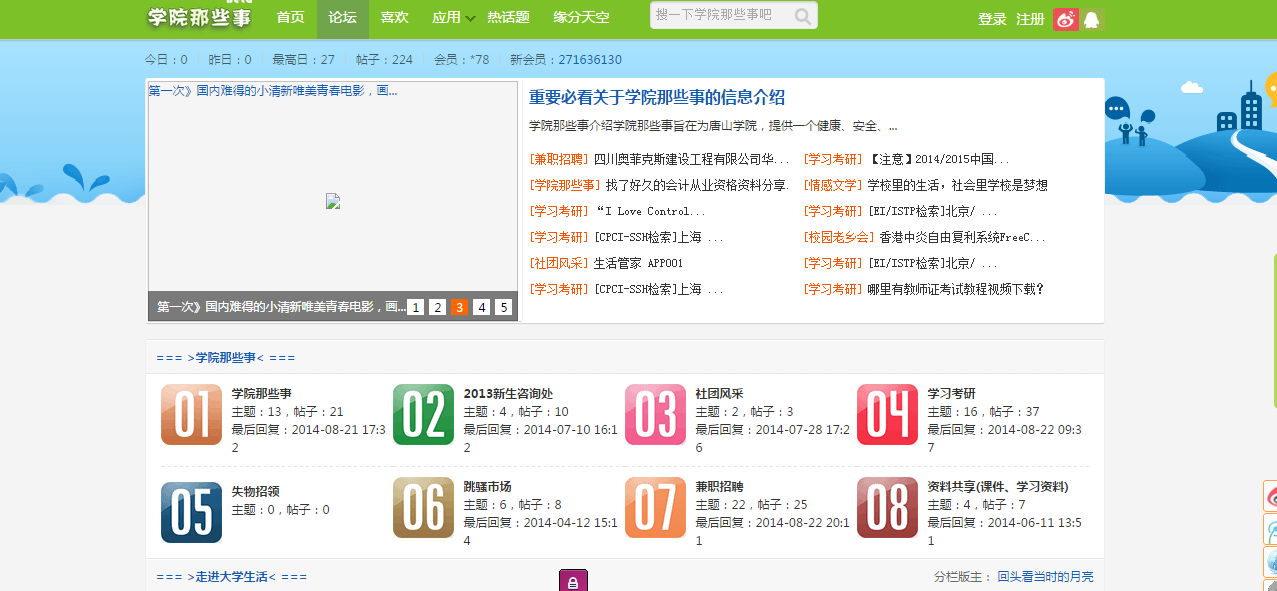 学院那些事 首页 论坛 喜欢 应用 热话题 缘分天空 搜一下学院那些事吧 登录 注册
今日：0 昨日：0 最高日：27 帖子：224 会员：*78 新会员：271636130
第一次》国内难得的小清新唯美青春电影，画...
第一次》国内难得的小清新唯美青春电影，画... 1 2 3 4 5
重要必看关于学院那些事的信息介绍
学院那些事介绍学院那些事旨在为唐山学院，提供一个健康、安全、...
[兼职招聘] 四川奥菲克斯建设工程有限公司华... [学习考研] 【注意】2014/2015中国...
[学院那些事] 找了好久的会计从业资格资料分享. [情感文学] 学校里的生活，社会里学校是梦想
[学习考研] “I Love Control... [学习考研] [EI/ISTP检索]北京/ ...
[学习考研] [CPCI-SSH检索]上海 ... [校园老乡会] 香港中炎自由复利系统FreeC...
[社团风采] 生活管家 APP001 [学习考研] [EI/ISTP检索]北京/ ...
[学习考研] [CPCI-SSH检索]上海 ... [学习考研] 哪里有教师证考试教程视频下载?
=== >学院那些事< ===
01 学院那些事
主题：13，帖子：21
最后回复：2014-08-21 17:3
2
02 2013新生咨询处
主题：4，帖子：10
最后回复：2014-07-10 16:1
2
03 社团风采
主题：2，帖子：3
最后回复：2014-07-28 17:2
6
04 学习考研
主题：16，帖子：37
最后回复：2014-08-22 09:3
7
05 失物招领
主题：0，帖子：0
06 跳骚市场
主题：6，帖子：8
最后回复：2014-04-12 15:1
4
07 兼职招聘
主题：22，帖子：25
最后回复：2014-08-22 20:1
1
08 资料共享(课件、学习资料)
主题：4，帖子：7
最后回复：2014-06-11 13:5
1
=== >走进大学生活< === 分栏版主： 回头看当时的月亮